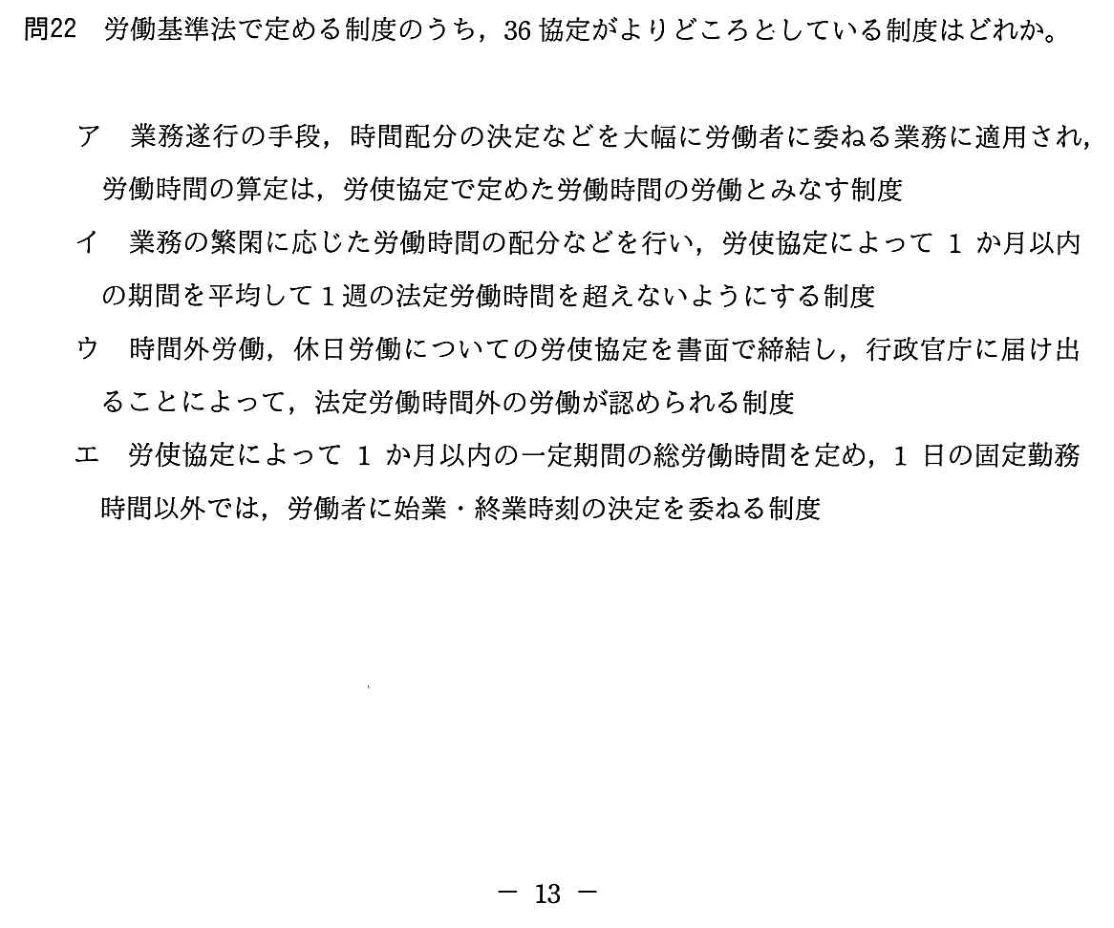 問22 労働基準法で定める制度のうち，36協定がよりどころとしている制度はどれか。
ア 業務遂行の手段，時間配分の決定などを大幅に労働者に委ねる業務に適用され，
労働時間の算定は，労使協定で定めた労働時間の労働とみなす制度
イ 業務の繁閑に応じた労働時間の配分などを行い，労使協定によって1か月以内
の期間を平均して1週の法定労働時間を超えないようにする制度
ウ 時間外労働，休日労働についての労使協定を書面で締結し，行政官庁に届け出
ることによって，法定労働時間外の労働が認められる制度
エ 労使協定によって1か月以内の一定期間の総労働時間を定め，1日の固定勤務
時間以外では，労働者に始業・終業時刻の決定を委ねる制度
－ 13 －